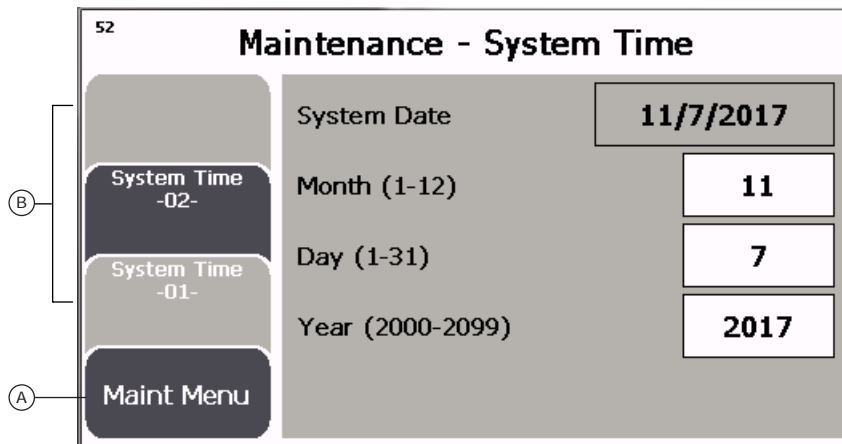 52
Maintenance - System Time
System Date
11/7/2017
System Time
-02-
Month (1-12)
11
B
Day (1-31)
7
System Time
-01-
Year (2000-2099)
2017
A
Maint Menu